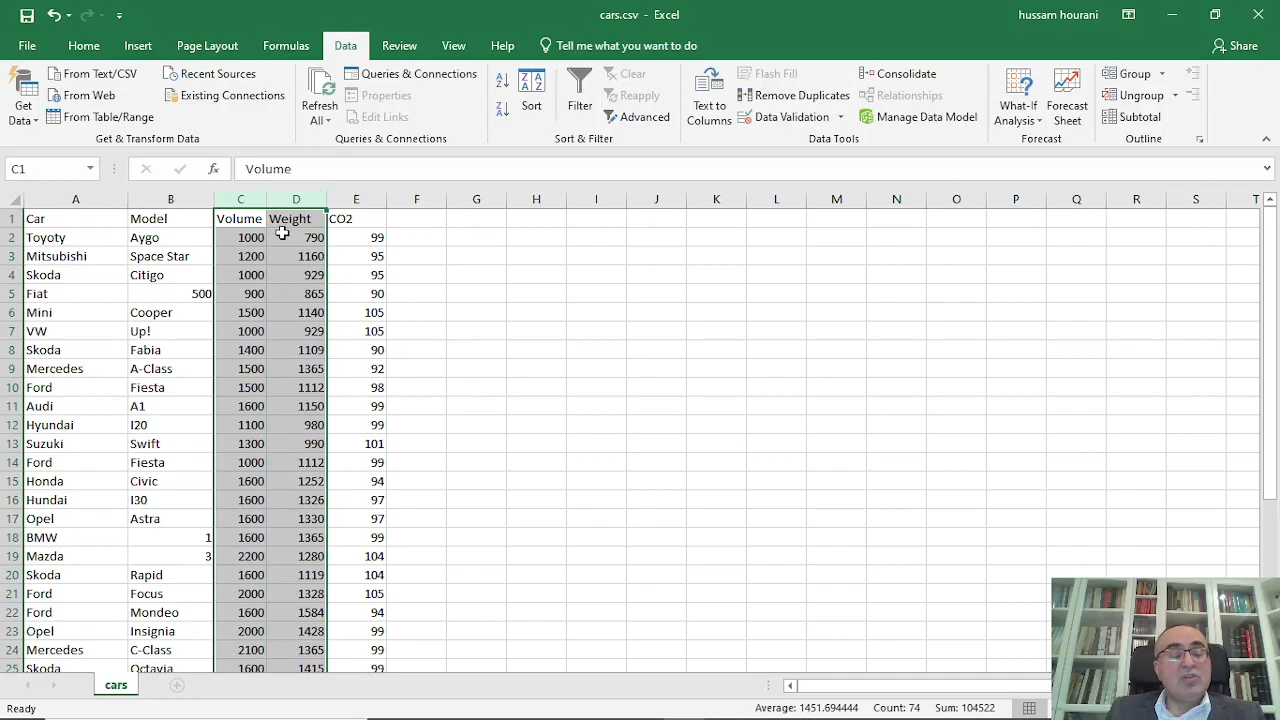 cars.csv - Excel
hussam hourani
File Home Insert Page Layout Formulas Data Review View Help Tell me what you want to do Share
Get Data
From Text/CSV
From Web
From Table/Range
Recent Sources
Existing Connections
Get & Transform Data
Refresh All
Queries & Connections
Properties
Edit Links
Queries & Connections
Sort
Filter
Clear
Reapply
Advanced
Sort & Filter
Text to Columns
Flash Fill
Remove Duplicates
Data Validation
Consolidate
Relationships
Manage Data Model
Data Tools
What-If Analysis
Forecast Sheet
Forecast
Group
Ungroup
Subtotal
Outline
C1 fx Volume
A B C D E F G H I J K L M N O P Q R S T
1 Car Model Volume Weight CO2
2 Toyoty Aygo 1000 790 99
3 Mitsubishi Space Star 1200 1160 95
4 Skoda Citigo 1000 929 95
5 Fiat 500 900 865 90
6 Mini Cooper 1500 1140 105
7 VW Up! 1000 929 105
8 Skoda Fabia 1400 1109 90
9 Mercedes A-Class 1500 1365 92
10 Ford Fiesta 1500 1112 98
11 Audi A1 1600 1150 99
12 Hyundai I20 1100 980 99
13 Suzuki Swift 1300 990 101
14 Ford Fiesta 1000 1112 99
15 Honda Civic 1600 1252 94
16 Hundai I30 1600 1326 97
17 Opel Astra 1600 1330 97
18 BMW 1 1600 1365 99
19 Mazda 3 2200 1280 104
20 Skoda Rapid 1600 1119 104
21 Ford Focus 2000 1328 105
22 Ford Mondeo 1600 1584 94
23 Opel Insignia 2000 1428 99
24 Mercedes C-Class 2100 1365 99
25 Skoda Octavia 1600 1415 99
cars
Ready Average: 1451.694444 Count: 74 Sum: 104522